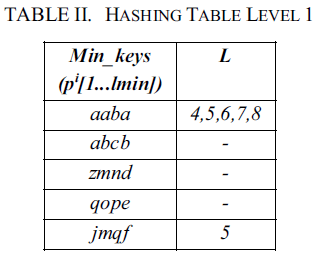 TABLE II. HASHING TABLE LEVEL 1
Min_keys L
(pⁱ[1...lmin])
aaba 4,5,6,7,8
abcb -
zmnd -
qope -
jmqf 5